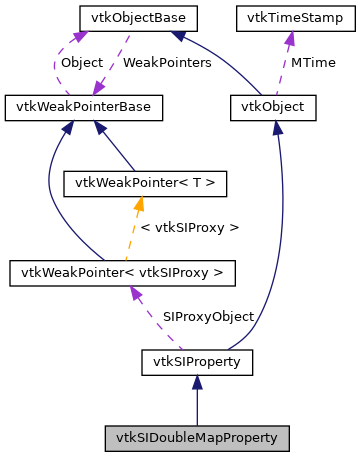 vtkObjectBase
vtkTimeStamp
Object
WeakPointers
MTime
vtkWeakPointerBase
vtkObject
vtkWeakPointer< T >
< vtkSIProxy >
vtkWeakPointer< vtkSIProxy >
SIProxyObject
vtkSIProperty
vtkSIDoubleMapProperty